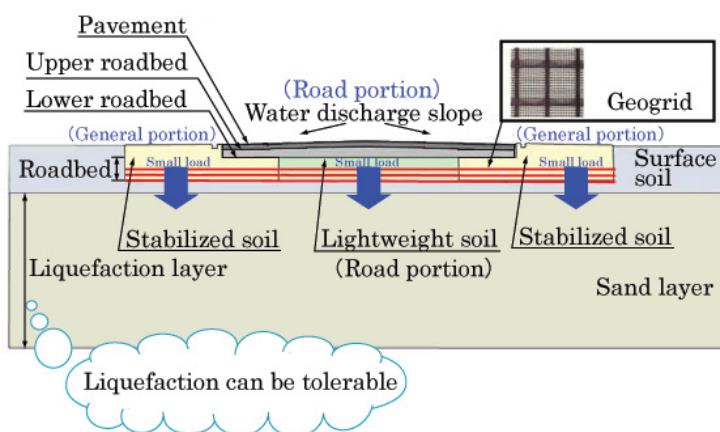 Pavement
Upper roadbed
Lower roadbed
(Road portion)
Water discharge slope
Geogrid
(General portion)
(General portion)
Roadbed
Small load
Small load
Small load
Surface
soil
Stabilized soil
Lightweight soil
(Road portion)
Stabilized soil
Liquefaction layer
Sand layer
Liquefaction can be tolerable